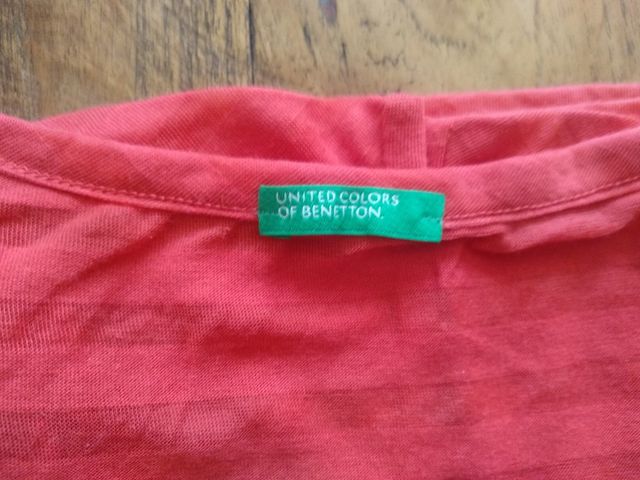 UNITED COLORS
OF BENETTON.